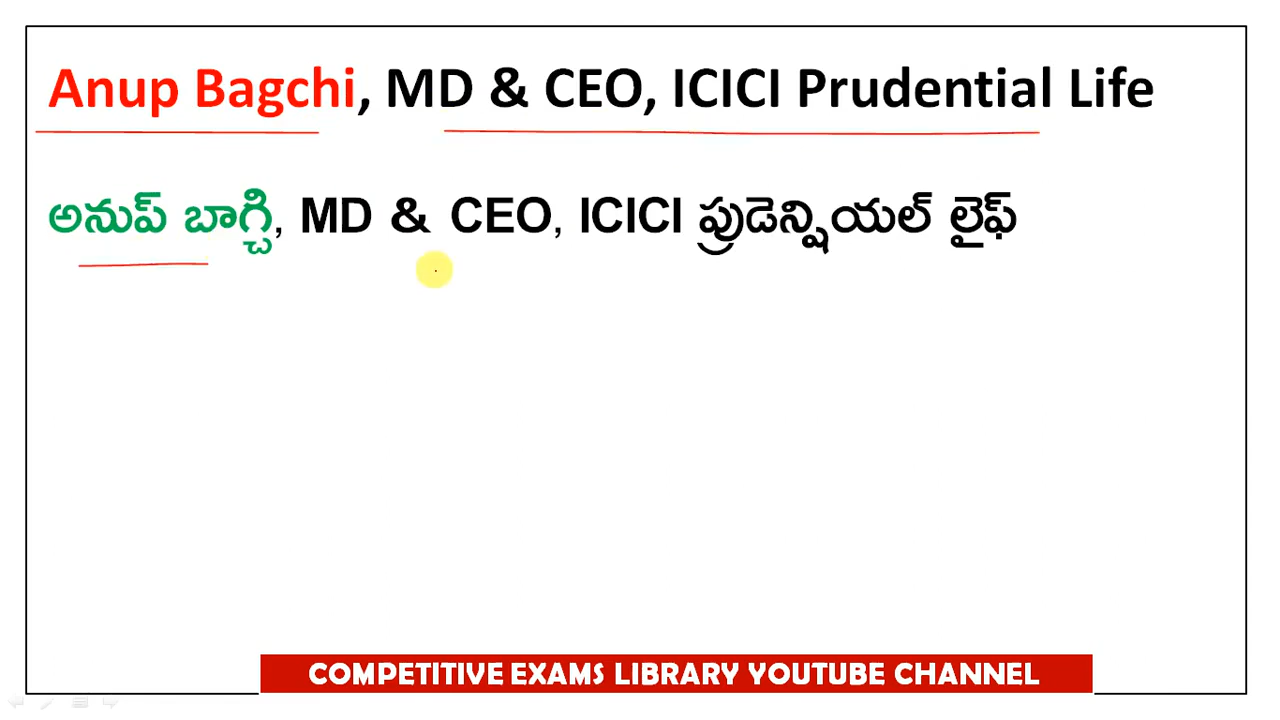 Anup Bagchi, MD & CEO, ICICI Prudential Life
అనుప్ బాగ్చి, MD & CEO, ICICI ప్రుడెన్షియల్ లైఫ్
COMPETITIVE EXAMS LIBRARY YOUTUBE CHANNEL